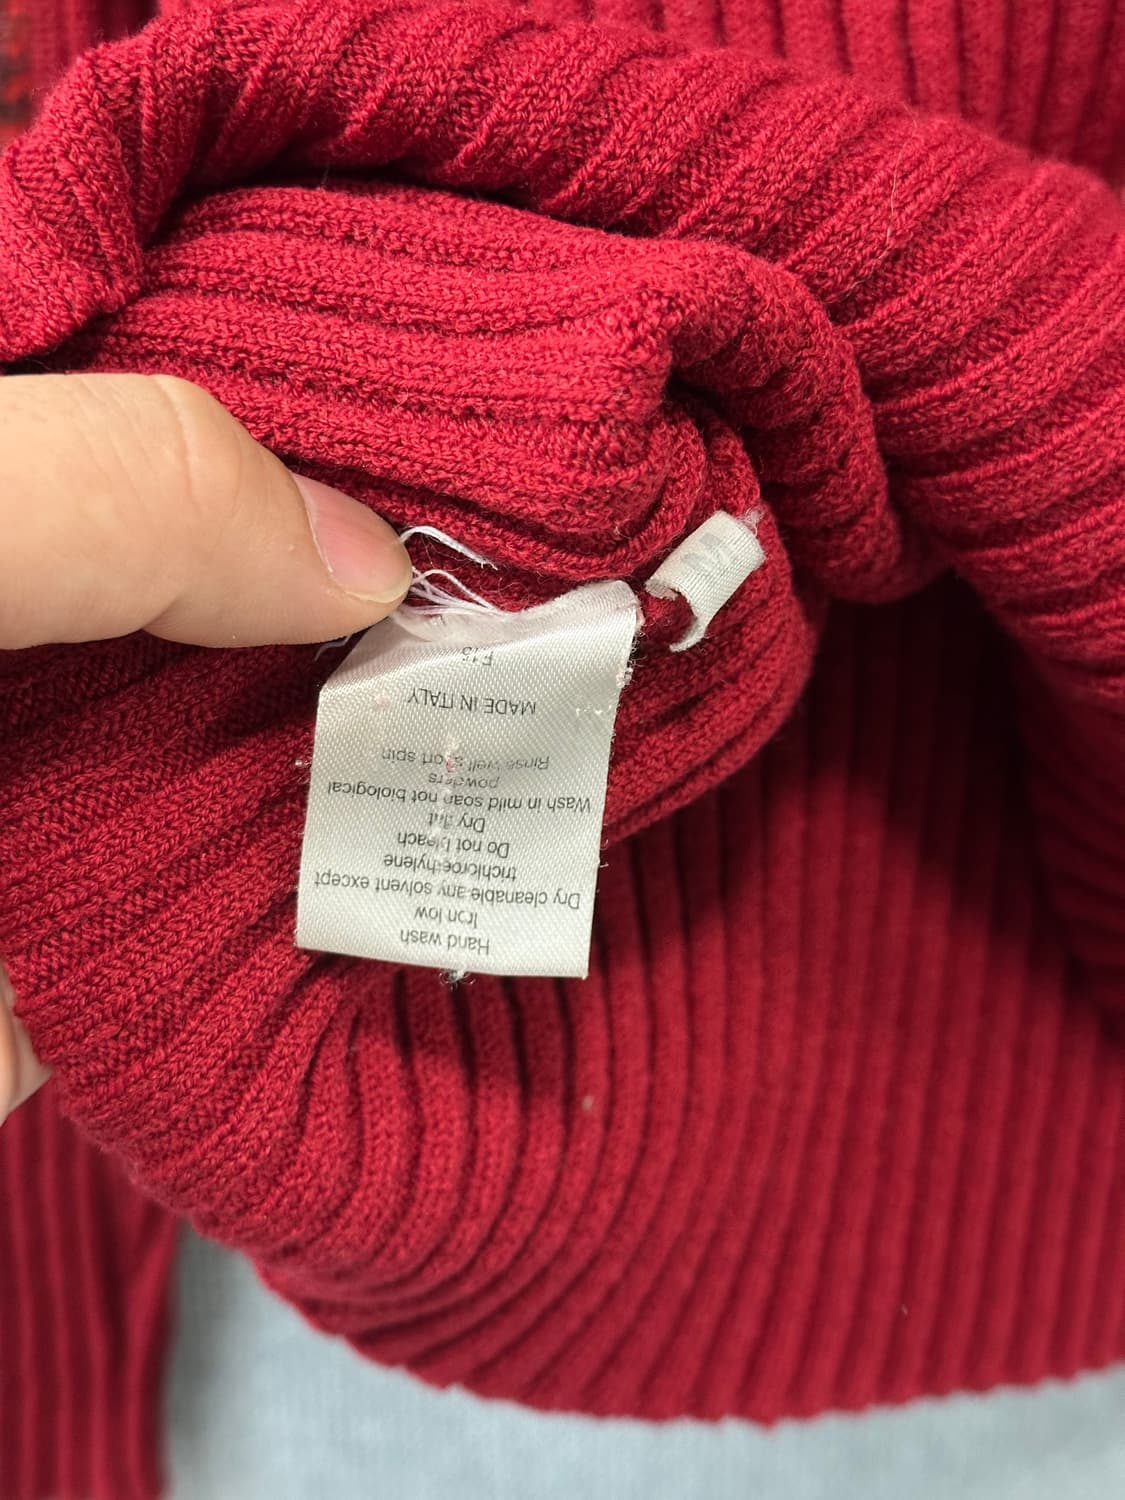 Hand wash
Iron low
Dry cleanable any solvent except
trichloroethylene
Do not bleach
Dry flat
Wash in mild soap not biological
powders
Rinse well short spin
MADE IN ITALY
M